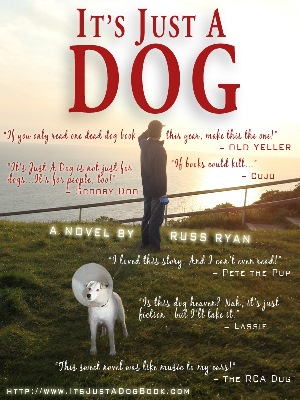 IT'S JUST A
DOG
"If you only read one dead dog book this year, make this the one!"
- OLD YELLER
"It's Just A Dog is not just for
dogs...It's for people, too!"
- SCOOBY DOO
"If books could kill..."
- CUJO
A NOVEL BY RUSS RYAN
"I loved this story. And I can't even read!"
- PETE THE PUP
"Is this dog heaven? Nah, it's just
fiction - but I'll take it."
- LASSIE
"This sweet novel was like music to my ears!"
- THE RCA DOG
HTTP://WWW.ITSJUSTADOGBOOK.COM